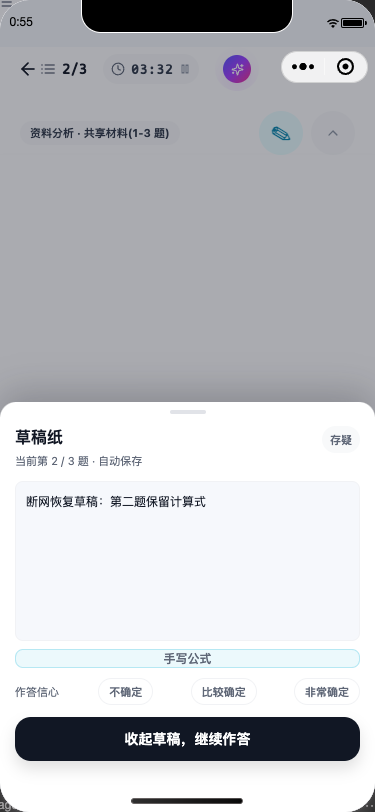 0:55
2/3
03:32
资料分析 · 共享材料(1-3 题)
草稿纸
存疑
当前第 2 / 3 题 · 自动保存
断网恢复草稿：第二题保留计算式
手写公式
作答信心
不确定
比较确定
非常确定
收起草稿，继续作答